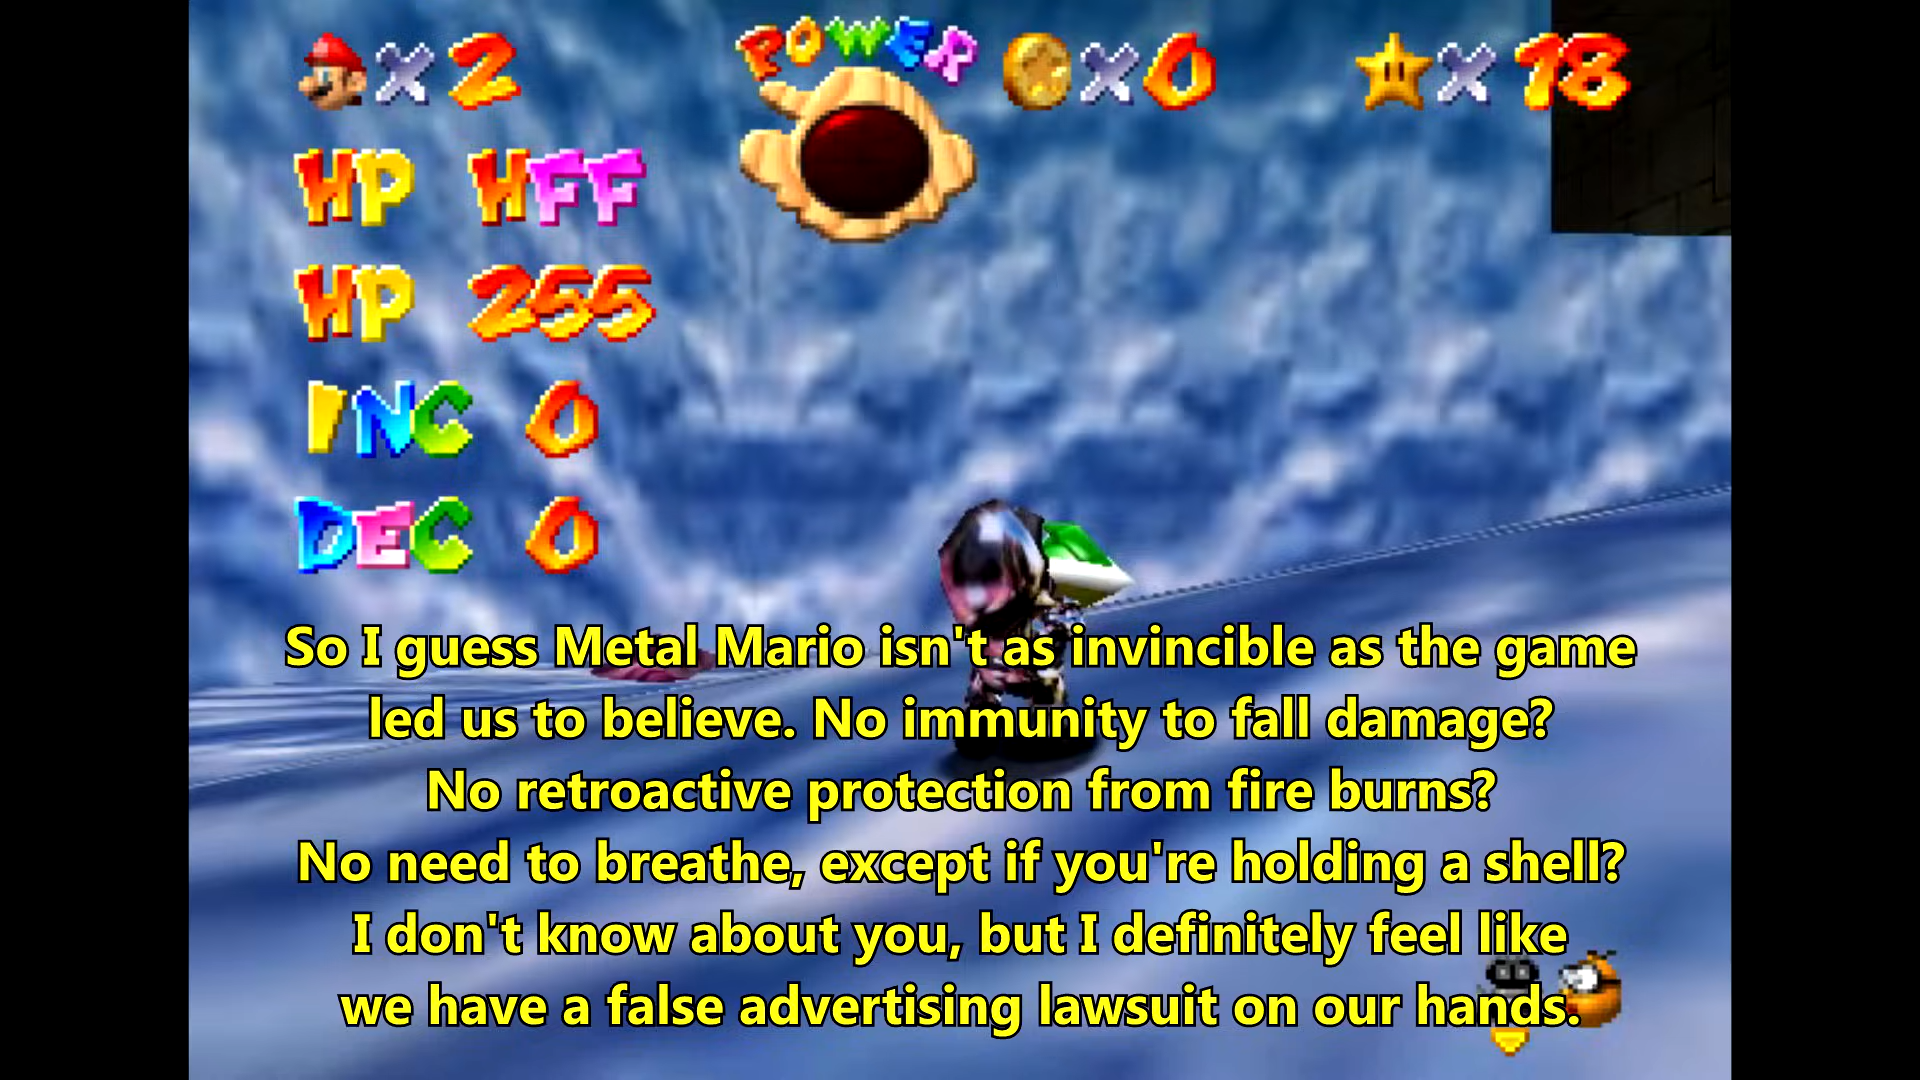 ×2 POWER ×0 ×18
HP HFF
HP 255
INC 0
DEC 0
So I guess Metal Mario isn't as invincible as the game
led us to believe. No immunity to fall damage?
No retroactive protection from fire burns?
No need to breathe, except if you're holding a shell?
I don't know about you, but I definitely feel like
we have a false advertising lawsuit on our hands.